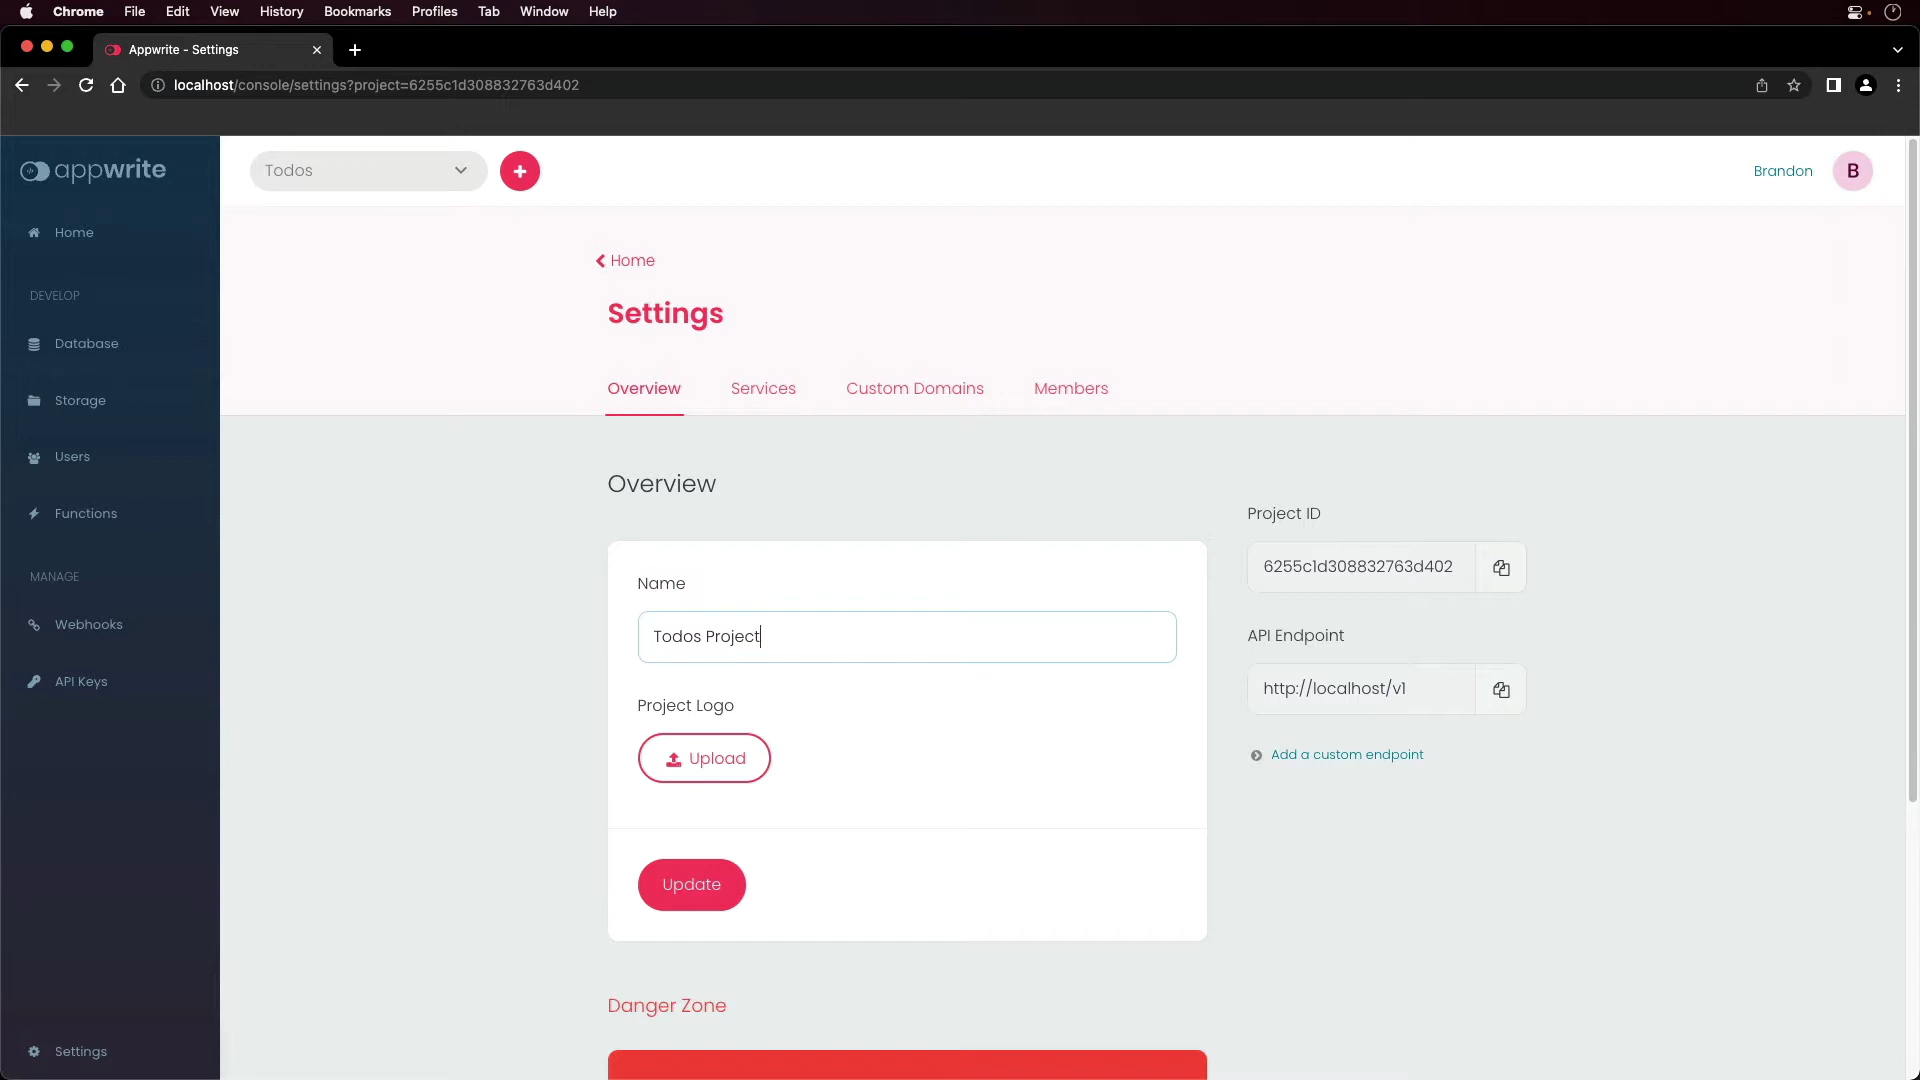 Chrome File Edit View History Bookmarks Profiles Tab Window Help
Appwrite - Settings
localhost/console/settings?project=6255c1d308832763d402
appwrite
Todos
Brandon
B
Home
DEVELOP
Database
Storage
Users
Functions
MANAGE
Webhooks
API Keys
Settings
Home
Settings
Overview Services Custom Domains Members
Overview
Name
Todos Project
Project Logo
Upload
Update
Danger Zone
Project ID
6255c1d308832763d402
API Endpoint
http://localhost/v1
Add a custom endpoint